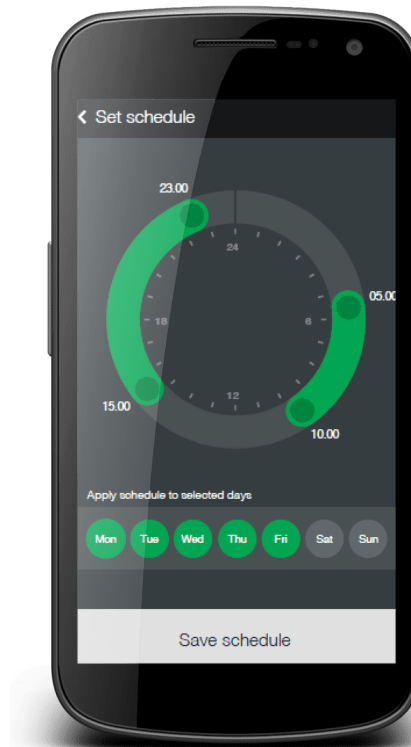 Set schedule
23.00
24
05.00
18
6
15.00
12
10.00
Apply schedule to selected days
Mon Tue Wed Thu Fri Sat Sun
Save schedule